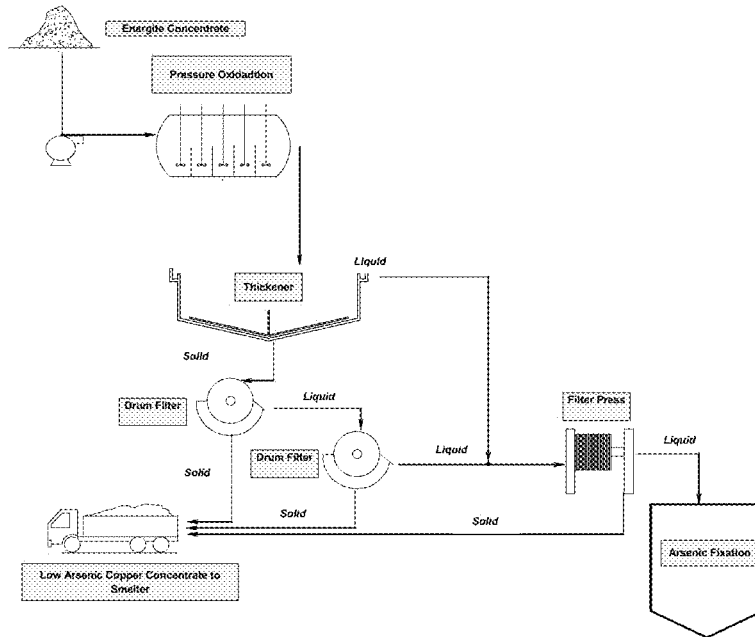 Energite Concentrate
Pressure Oxidadtion
Liquid
Thickener
Solid
Drum Filter
Liquid
Filter Press
Drum Filter
Liquid
Liquid
Solid
Solid
Solid
Arsenic Fixation
Low Arsenic Copper Concentrate to
Smelter